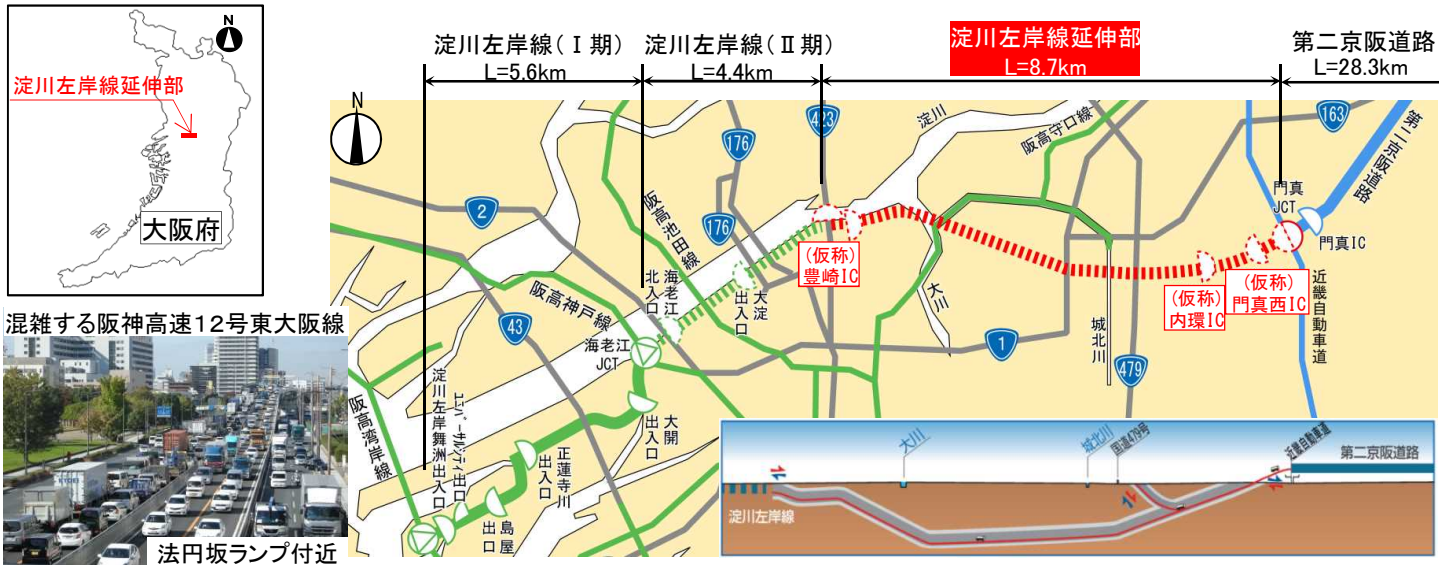 N
淀川左岸線延伸部
大阪府
混雑する阪神高速12号東大阪線
法円坂ランプ付近
淀川左岸線(Ⅰ期)
L=5.6km
淀川左岸線(Ⅱ期)
L=4.4km
淀川左岸線延伸部
L=8.7km
第二京阪道路
L=28.3km
N
2
43
176
176
423
淀川
阪高守口線
163
第二京阪道路
門真
JCT
門真IC
近畿自動車道
阪高池田線
阪高神戸線
海老江
北入口
海老江
JCT
大淀
出入口
(仮称)
豊崎IC
大川
城北川
1
479
(仮称)
内環IC
(仮称)
門真西IC
阪高湾岸線
淀川左岸舞洲出入口
ユニバーサルシティ出口
島屋
出口
正蓮寺川
出入口
大開
出入口
大川
城北川
国道479号
近畿自動車道
第二京阪道路
淀川左岸線